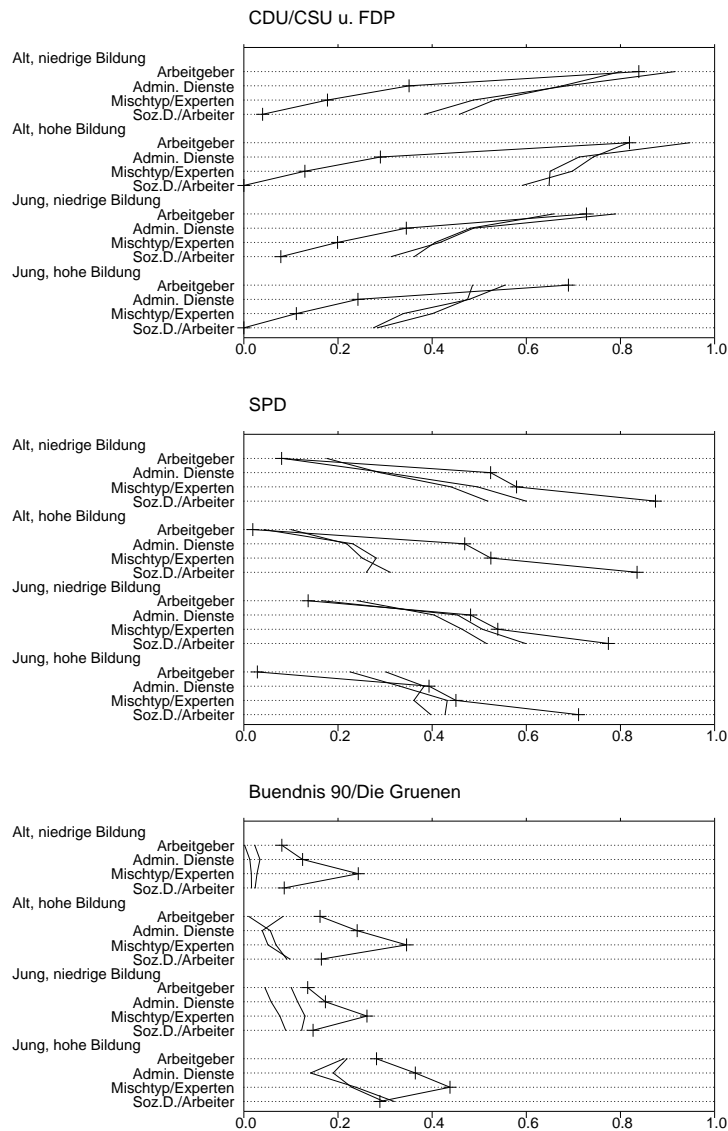 CDU/CSU u. FDP
Alt, niedrige Bildung
Arbeitgeber
Admin. Dienste
Mischtyp/Experten
Soz.D./Arbeiter
Alt, hohe Bildung
Arbeitgeber
Admin. Dienste
Mischtyp/Experten
Soz.D./Arbeiter
Jung, niedrige Bildung
Arbeitgeber
Admin. Dienste
Mischtyp/Experten
Soz.D./Arbeiter
Jung, hohe Bildung
Arbeitgeber
Admin. Dienste
Mischtyp/Experten
Soz.D./Arbeiter
0.0 0.2 0.4 0.6 0.8 1.0
SPD
Alt, niedrige Bildung
Arbeitgeber
Admin. Dienste
Mischtyp/Experten
Soz.D./Arbeiter
Alt, hohe Bildung
Arbeitgeber
Admin. Dienste
Mischtyp/Experten
Soz.D./Arbeiter
Jung, niedrige Bildung
Arbeitgeber
Admin. Dienste
Mischtyp/Experten
Soz.D./Arbeiter
Jung, hohe Bildung
Arbeitgeber
Admin. Dienste
Mischtyp/Experten
Soz.D./Arbeiter
0.0 0.2 0.4 0.6 0.8 1.0
Buendnis 90/Die Gruenen
Alt, niedrige Bildung
Arbeitgeber
Admin. Dienste
Mischtyp/Experten
Soz.D./Arbeiter
Alt, hohe Bildung
Arbeitgeber
Admin. Dienste
Mischtyp/Experten
Soz.D./Arbeiter
Jung, niedrige Bildung
Arbeitgeber
Admin. Dienste
Mischtyp/Experten
Soz.D./Arbeiter
Jung, hohe Bildung
Arbeitgeber
Admin. Dienste
Mischtyp/Experten
Soz.D./Arbeiter
0.0 0.2 0.4 0.6 0.8 1.0